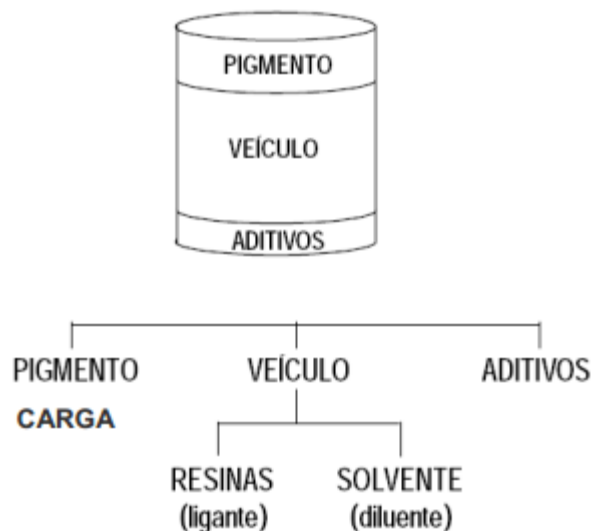 PIGMENTO
VEÍCULO
ADITIVOS
PIGMENTO VEÍCULO ADITIVOS
CARGA
RESINAS SOLVENTE
(ligante) (diluente)